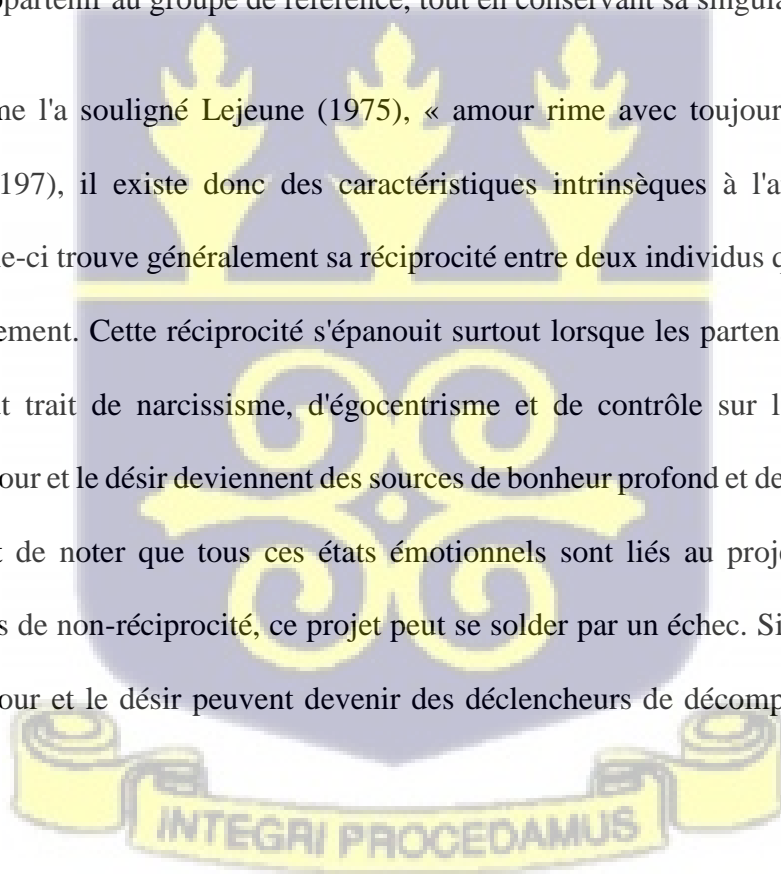 partenir au groupe de référence, tout en conservant sa singula
me l'a souligné Lejeune (1975), « amour rime avec toujour
197), il existe donc des caractéristiques intrinsèques à l'a
le-ci trouve généralement sa réciprocité entre deux individus q
ement. Cette réciprocité s'épanouit surtout lorsque les parten
t trait de narcissisme, d'égocentrisme et de contrôle sur l
our et le désir deviennent des sources de bonheur profond et de
t de noter que tous ces états émotionnels sont liés au proj
s de non-réciprocité, ce projet peut se solder par un échec. Si
our et le désir peuvent devenir des déclencheurs de décomp
INTEGRI PROCEDAMUS